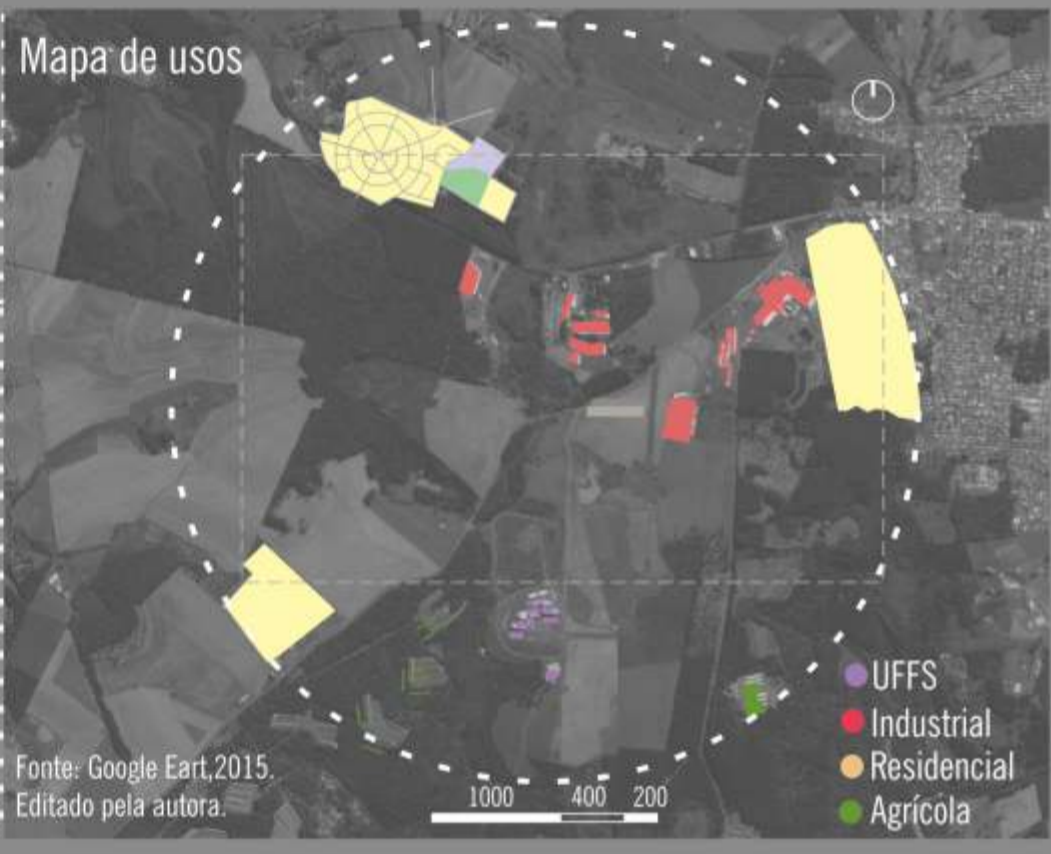 Mapa de usos
UFFS
Industrial
Residencial
Agrícola
Fonte: Google Eart,2015.
Editado pela autora.
1000 400 200